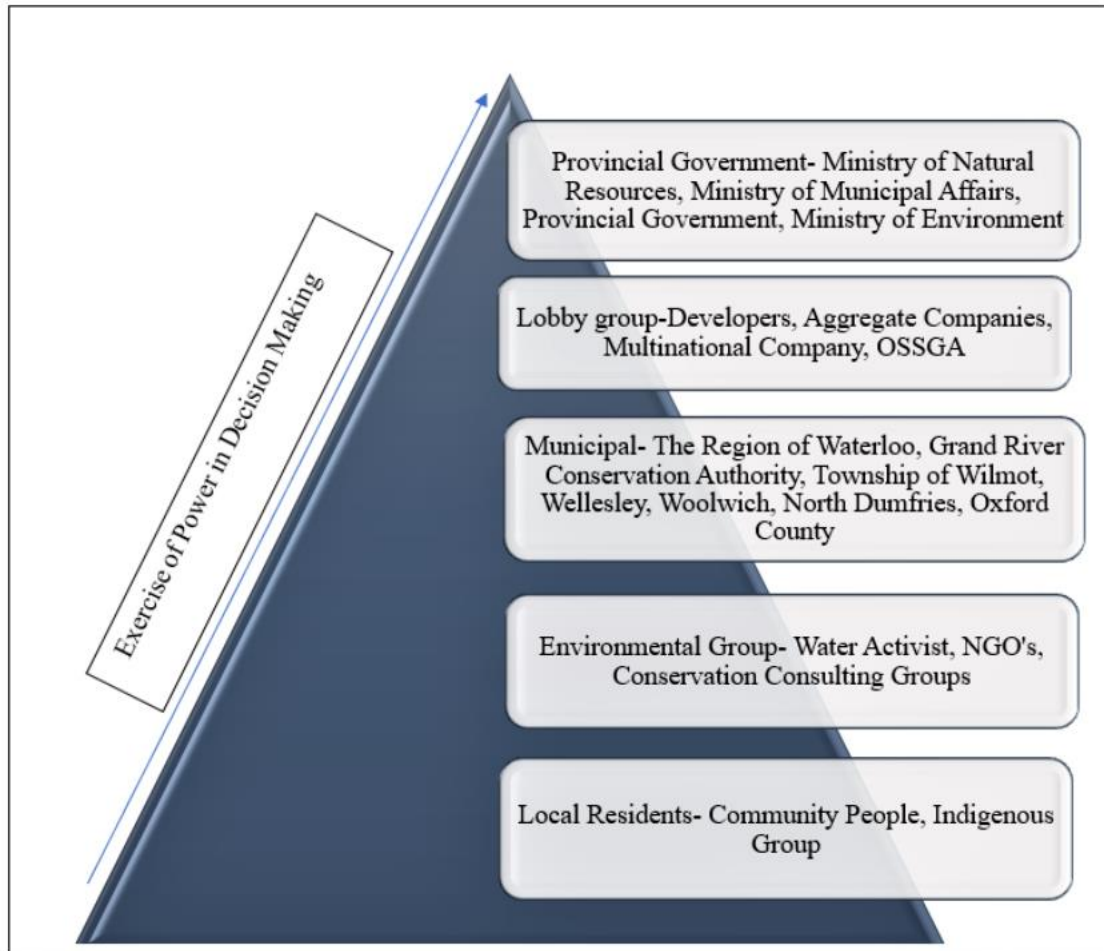 Exercise of Power in Decision Making
Provincial Government- Ministry of Natural
Resources, Ministry of Municipal Affairs,
Provincial Government, Ministry of Environment
Lobby group-Developers, Aggregate Companies,
Multinational Company, OSSGA
Municipal- The Region of Waterloo, Grand River
Conservation Authority, Township of Wilmot,
Wellesley, Woolwich, North Dumfries, Oxford
County
Environmental Group- Water Activist, NGO's,
Conservation Consulting Groups
Local Residents- Community People, Indigenous
Group